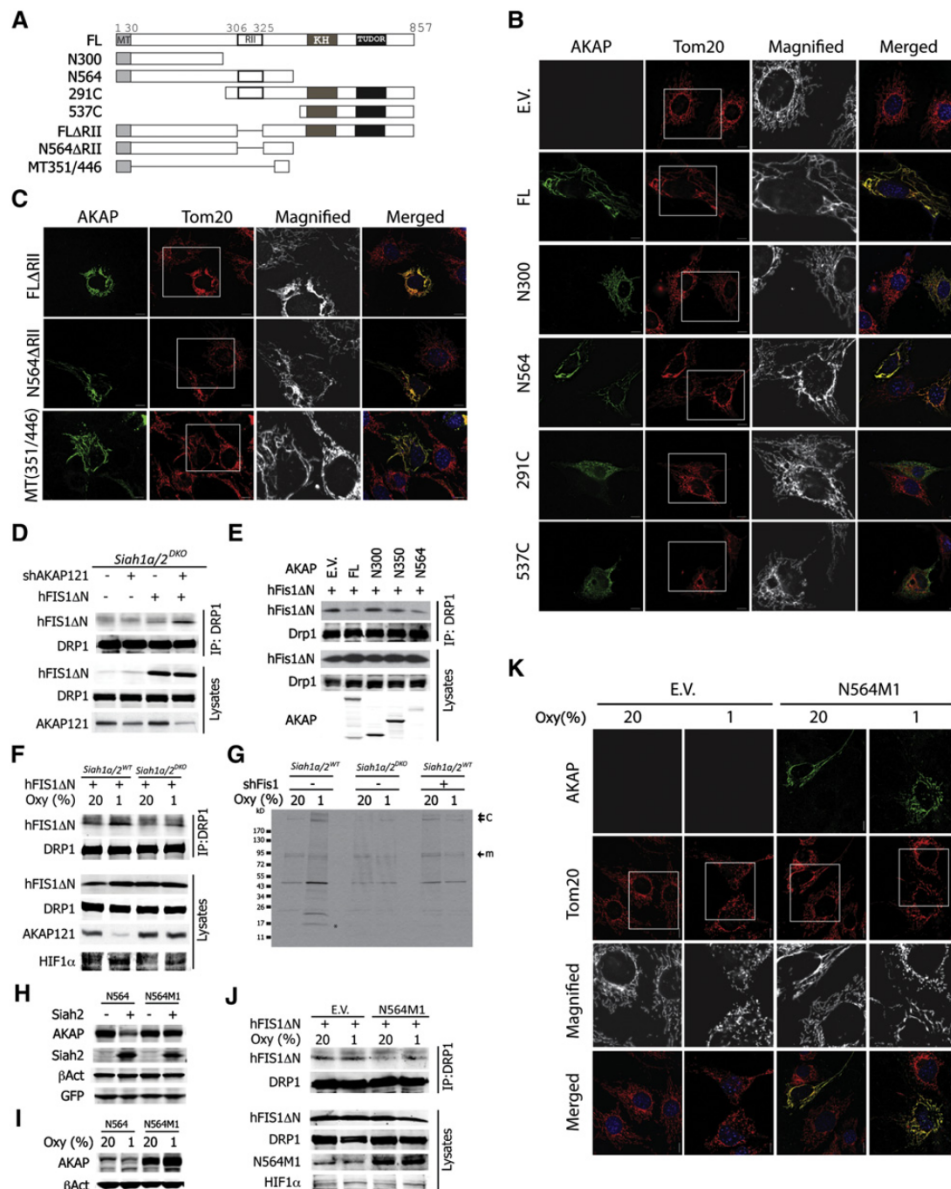 A
1 30 306 325 857
FL MT RII KH TUDOR
N300
N564
291C
537C
FLΔRII
N564ΔRII
MT351/446
B
AKAP Tom20 Magnified Merged
E.V.
FL
N300
N564
291C
537C
C
AKAP Tom20 Magnified Merged
FLΔRII
N564ΔRII
MT(351/446)
D
Siah1a/2DKO
shAKAP121 - + - +
hFIS1ΔN - - + +
hFIS1ΔN
DRP1
IP: DRP1
hFIS1ΔN
DRP1
AKAP121
Lysates
E
AKAP E.V. FL N300 N350 N564
hFis1ΔN + + + + +
hFis1ΔN
Drp1
IP: DRP1
hFis1ΔN
Drp1
AKAP
Lysates
F
Siah1a/2WT Siah1a/2DKO
hFIS1ΔN + + + +
Oxy (%) 20 1 20 1
hFIS1ΔN
DRP1
IP:DRP1
hFIS1ΔN
DRP1
AKAP121
HIF1α
Lysates
G
Siah1a/2WT Siah1a/2DKO Siah1a/2WT
shFis1 - - +
Oxy (%) 20 1 20 1 20 1
kD
170
130
95
72
55
43
34
26
17
11
C
m
*
H
N564 N564M1
Siah2 - + - +
AKAP
Siah2
βAct
GFP
I
N564 N564M1
Oxy (%) 20 1 20 1
AKAP
βAct
J
E.V. N564M1
hFIS1ΔN + + + +
Oxy (%) 20 1 20 1
hFIS1ΔN
DRP1
IP:DRP1
hFIS1ΔN
DRP1
N564M1
HIF1α
Lysates
K
E.V. N564M1
Oxy(%) 20 1 20 1
AKAP
Tom20
Magnified
Merged